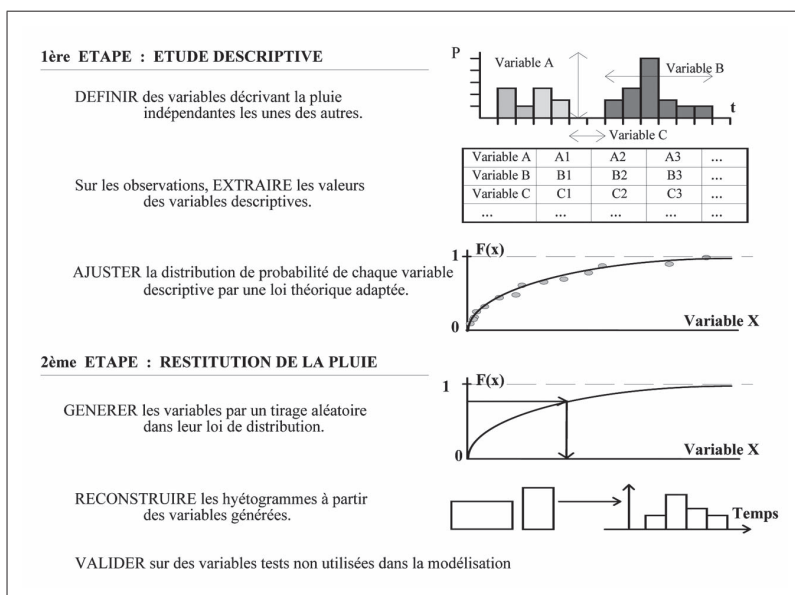 1ère ETAPE : ETUDE DESCRIPTIVE
P
Variable A
Variable B
t
Variable C
DEFINIR des variables décrivant la pluie
indépendantes les unes des autres.
Variable A A1 A2 A3 ...
Variable B B1 B2 B3 ...
Variable C C1 C2 C3 ...
... ... ... ... ...
Sur les observations, EXTRAIRE les valeurs
des variables descriptives.
1 F(x)
AJUSTER la distribution de probabilité de chaque variable
descriptive par une loi théorique adaptée.
0 Variable X
2ème ETAPE : RESTITUTION DE LA PLUIE
1 F(x)
GENERER les variables par un tirage aléatoire
dans leur loi de distribution.
0 Variable X
RECONSTRUIRE les hyétogrammes à partir
des variables générées.
Temps
VALIDER sur des variables tests non utilisées dans la modélisation